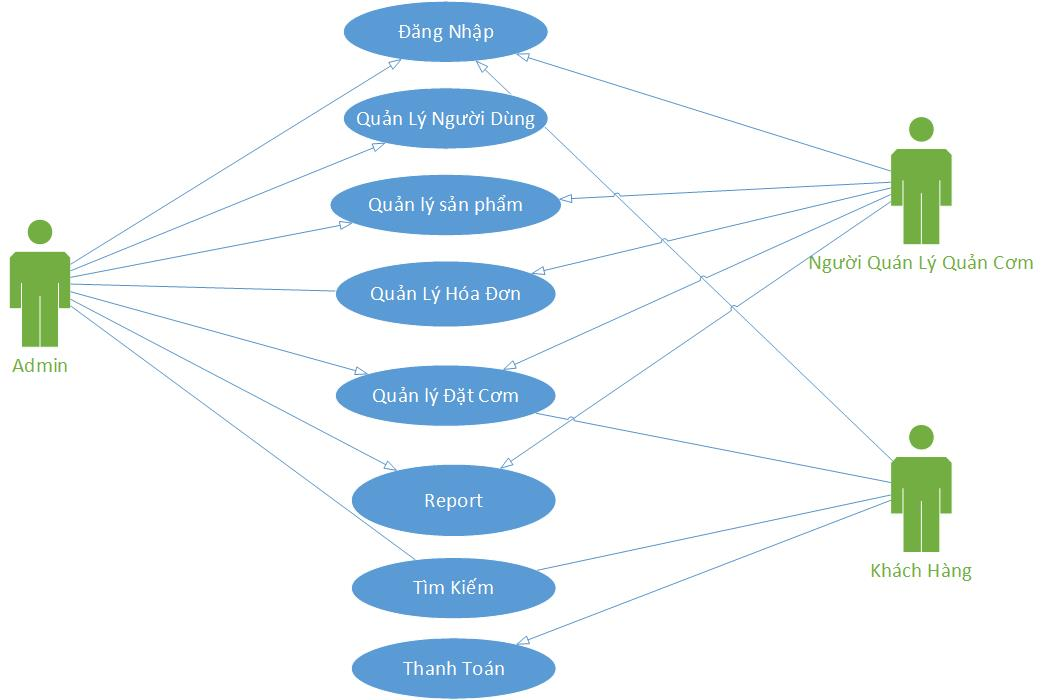 Đăng Nhập
Quản Lý Người Dùng
Quản lý sản phẩm
Người Quán Lý Quản Cơm
Quản Lý Hóa Đơn
Admin
Quản lý Đặt Cơm
Report
Khách Hàng
Tìm Kiếm
Thanh Toán